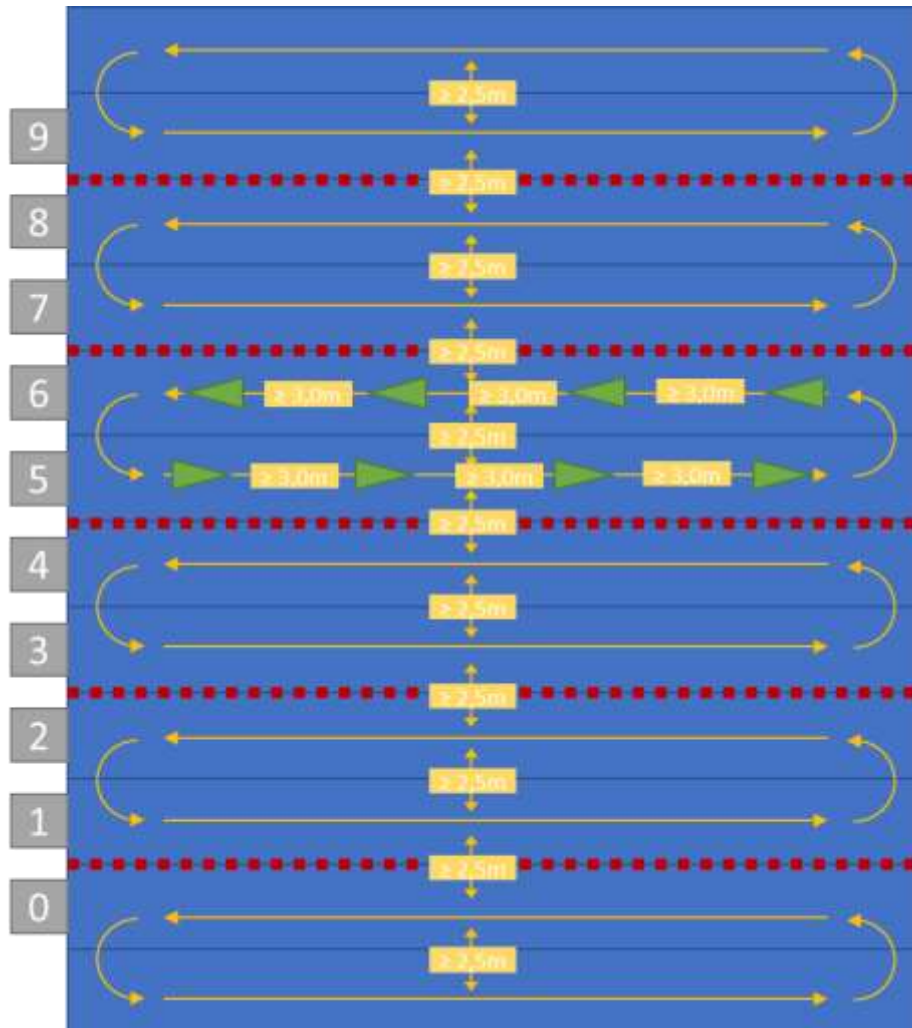 ≥ 2,5m
9
≥ 2,5m
8
≥ 2,5m
7
≥ 2,5m
6
≥ 3,0m
≥ 3,0m
≥ 3,0m
≥ 2,5m
5
≥ 3,0m
≥ 3,0m
≥ 3,0m
≥ 2,5m
4
≥ 2,5m
3
≥ 2,5m
2
≥ 2,5m
1
≥ 2,5m
0
≥ 2,5m